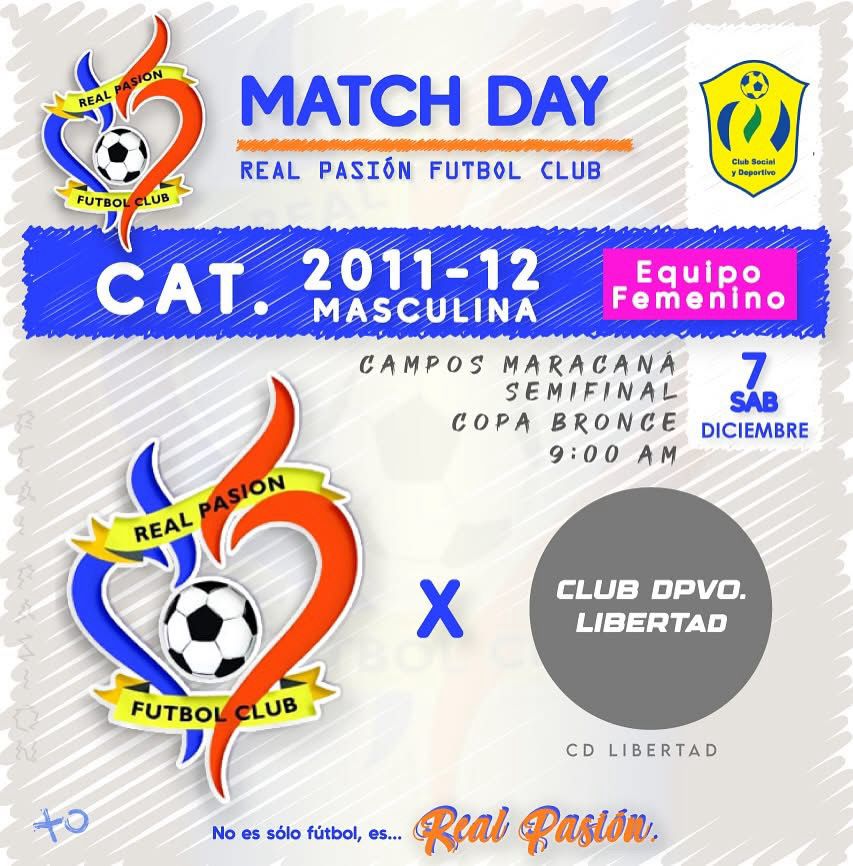 REAL PASION
FUTBOL CLUB
MATCH DAY
REAL PASIÓN FUTBOL CLUB
Club Social
y Deportivo
CAT. 2011-12
MASCULINA
Equipo
Femenino
CAMPOS MARACANÁ
SEMIFINAL
COPA BRONCE
9:00 AM
7
SAB
DICIEMBRE
REAL PASION
FUTBOL CLUB
X
CLUB DPVO.
LIBERTAD
CD LIBERTAD
No es sólo fútbol, es... Real Pasión.